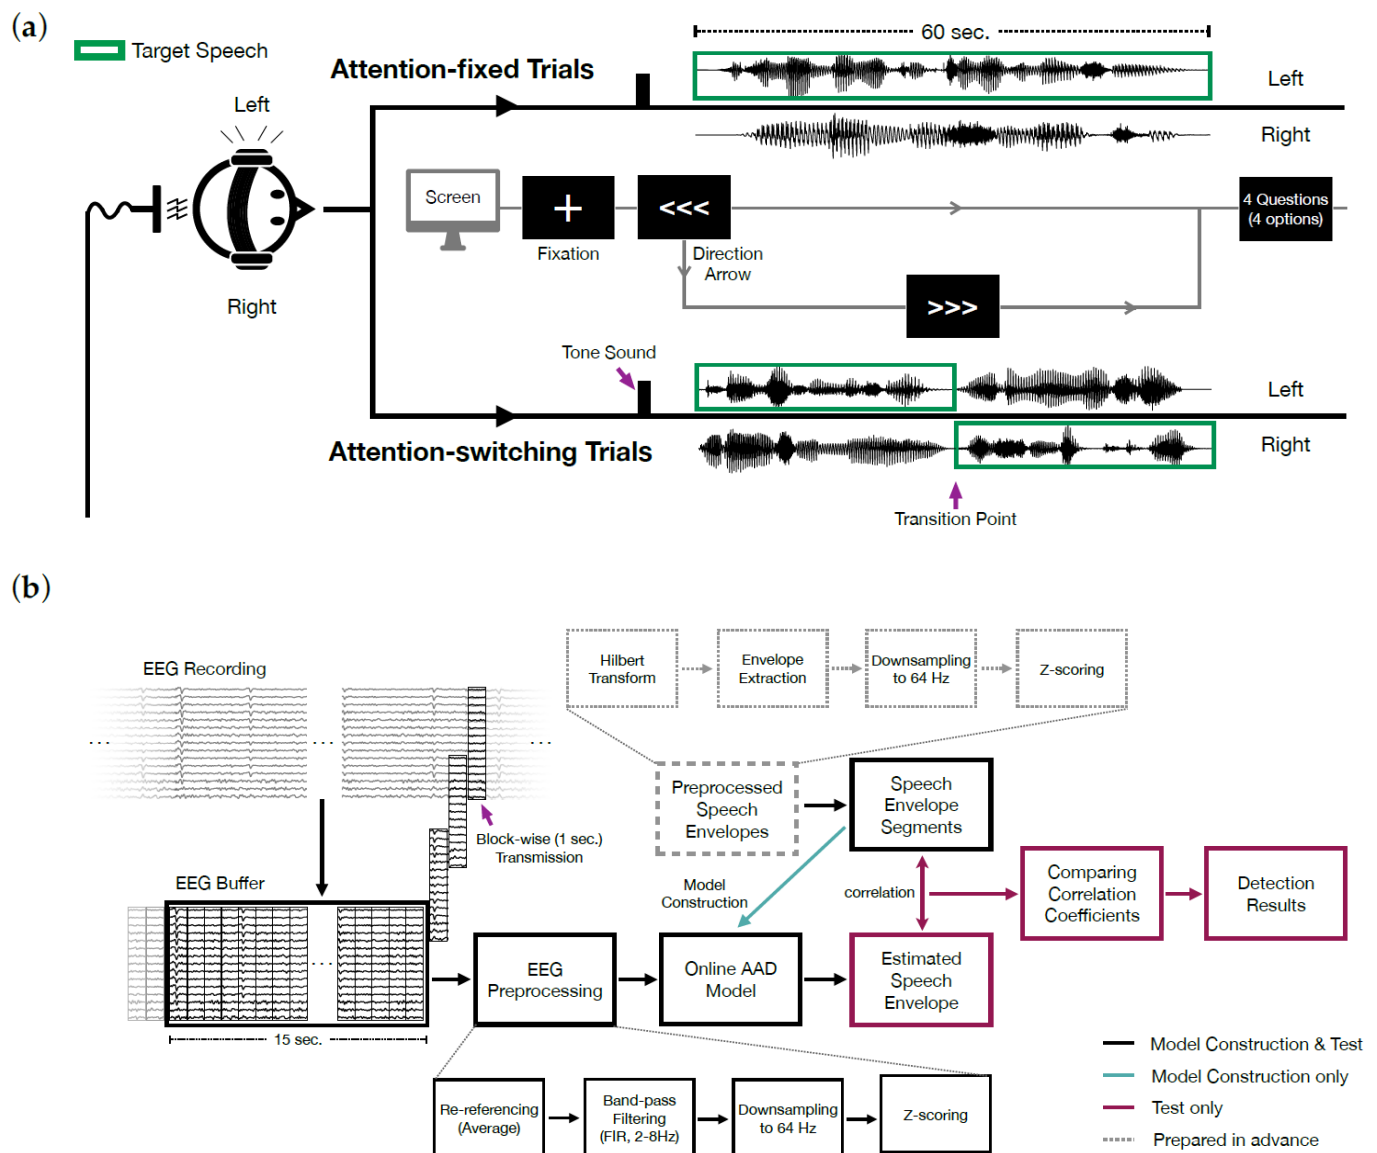 (a)
Target Speech
60 sec.
Attention-fixed Trials
Left
Left
Right
Screen
+
<<<
4 Questions
(4 options)
Fixation
Direction
Arrow
Right
>>>
Tone Sound
Left
Attention-switching Trials
Right
Transition Point
(b)
Hilbert
Transform
Envelope
Extraction
Downsampling
to 64 Hz
Z-scoring
EEG Recording
...
...
...
Preprocessed
Speech
Envelopes
Speech
Envelope
Segments
Block-wise (1 sec.)
Transmission
EEG Buffer
Model
Construction
correlation
Comparing
Correlation
Coefficients
Detection
Results
...
EEG
Preprocessing
Online AAD
Model
Estimated
Speech
Envelope
15 sec.
Re-referencing
(Average)
Band-pass
Filtering
(FIR, 2-8Hz)
Downsampling
to 64 Hz
Z-scoring
Model Construction & Test
Model Construction only
Test only
Prepared in advance